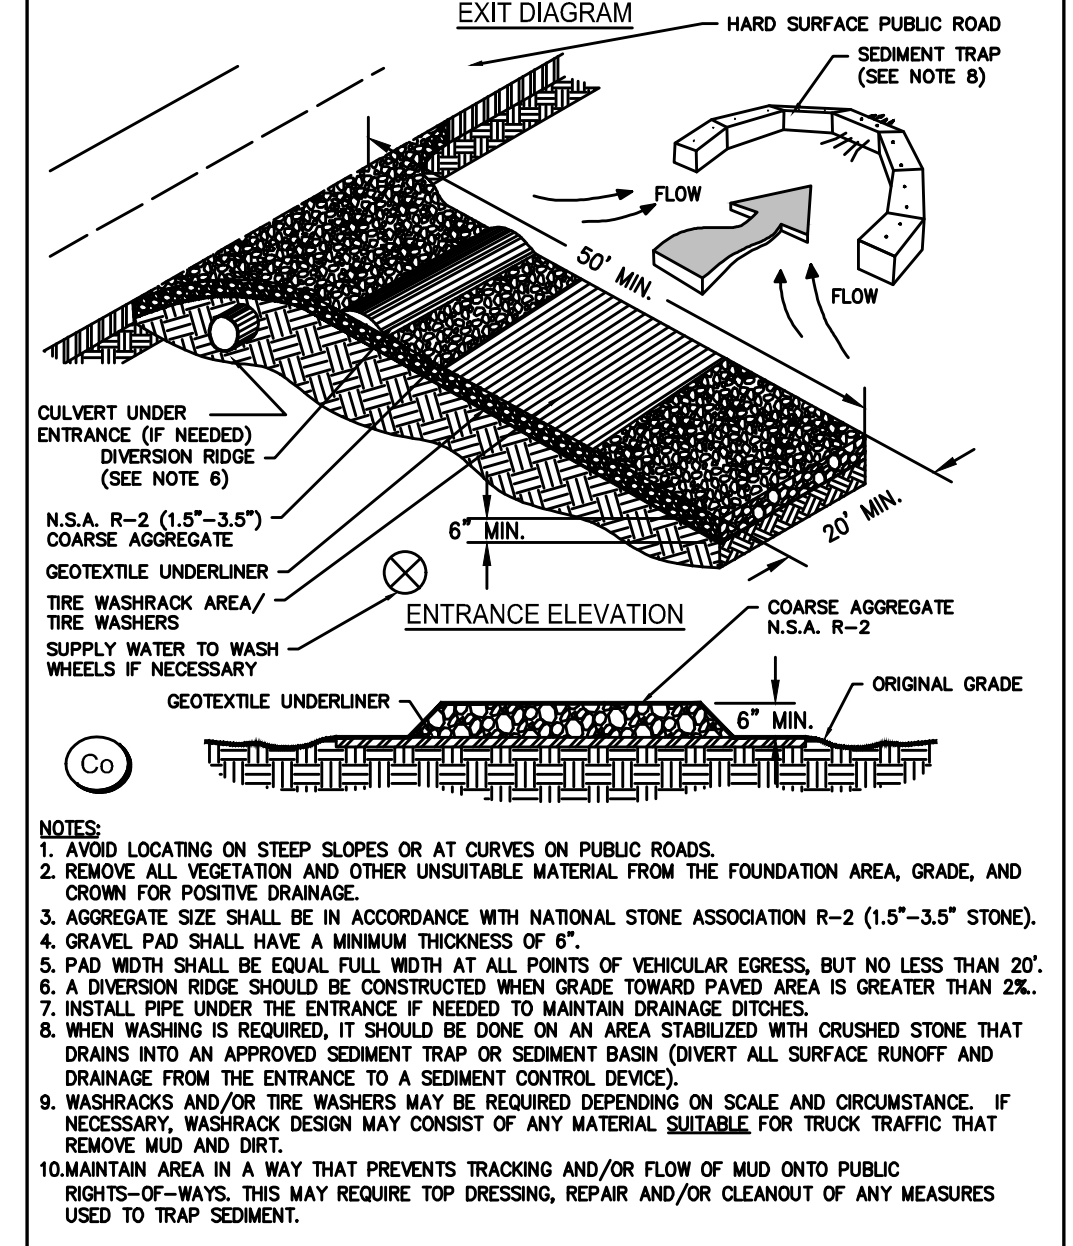 EXIT DIAGRAM
HARD SURFACE PUBLIC ROAD
SEDIMENT TRAP
(SEE NOTE 8)
FLOW
50' MIN.
FLOW
CULVERT UNDER
ENTRANCE (IF NEEDED)
DIVERSION RIDGE
(SEE NOTE 6)
N.S.A. R-2 (1.5"-3.5")
COARSE AGGREGATE
GEOTEXTILE UNDERLINER
TIRE WASHRACK AREA/
TIRE WASHERS
SUPPLY WATER TO WASH
WHEELS IF NECESSARY
6" MIN.
20' MIN.
ENTRANCE ELEVATION
COARSE AGGREGATE
N.S.A. R-2
GEOTEXTILE UNDERLINER
ORIGINAL GRADE
6" MIN.
Co
NOTES:
1. AVOID LOCATING ON STEEP SLOPES OR AT CURVES ON PUBLIC ROADS.
2. REMOVE ALL VEGETATION AND OTHER UNSUITABLE MATERIAL FROM THE FOUNDATION AREA, GRADE, AND
CROWN FOR POSITIVE DRAINAGE.
3. AGGREGATE SIZE SHALL BE IN ACCORDANCE WITH NATIONAL STONE ASSOCIATION R-2 (1.5"-3.5" STONE).
4. GRAVEL PAD SHALL HAVE A MINIMUM THICKNESS OF 6".
5. PAD WIDTH SHALL BE EQUAL FULL WIDTH AT ALL POINTS OF VEHICULAR EGRESS, BUT NO LESS THAN 20'.
6. A DIVERSION RIDGE SHOULD BE CONSTRUCTED WHEN GRADE TOWARD PAVED AREA IS GREATER THAN 2%..
7. INSTALL PIPE UNDER THE ENTRANCE IF NEEDED TO MAINTAIN DRAINAGE DITCHES.
8. WHEN WASHING IS REQUIRED, IT SHOULD BE DONE ON AN AREA STABILIZED WITH CRUSHED STONE THAT
DRAINS INTO AN APPROVED SEDIMENT TRAP OR SEDIMENT BASIN (DIVERT ALL SURFACE RUNOFF AND
DRAINAGE FROM THE ENTRANCE TO A SEDIMENT CONTROL DEVICE).
9. WASHRACKS AND/OR TIRE WASHERS MAY BE REQUIRED DEPENDING ON SCALE AND CIRCUMSTANCE. IF
NECESSARY, WASHRACK DESIGN MAY CONSIST OF ANY MATERIAL SUITABLE FOR TRUCK TRAFFIC THAT
REMOVE MUD AND DIRT.
10.MAINTAIN AREA IN A WAY THAT PREVENTS TRACKING AND/OR FLOW OF MUD ONTO PUBLIC
RIGHTS-OF-WAYS. THIS MAY REQUIRE TOP DRESSING, REPAIR AND/OR CLEANOUT OF ANY MEASURES
USED TO TRAP SEDIMENT.